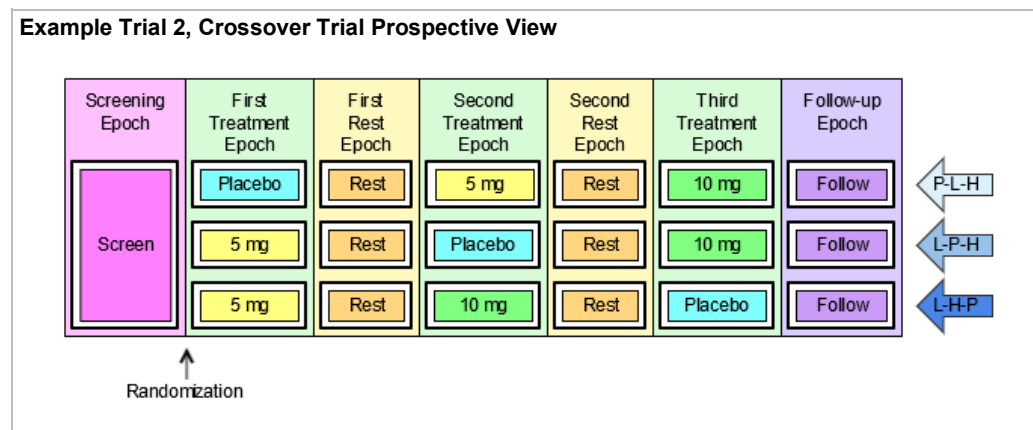 Example Trial 2, Crossover Trial Prospective View
Screening
Epoch
First
Treatment
Epoch
First
Rest
Epoch
Second
Treatment
Epoch
Second
Rest
Epoch
Third
Treatment
Epoch
Follow-up
Epoch
Screen
Placebo
Rest
5 mg
Rest
10 mg
Follow
P-L-H
5 mg
Rest
Placebo
Rest
10 mg
Follow
L-P-H
5 mg
Rest
10 mg
Rest
Placebo
Follow
L-H-P
Randomization